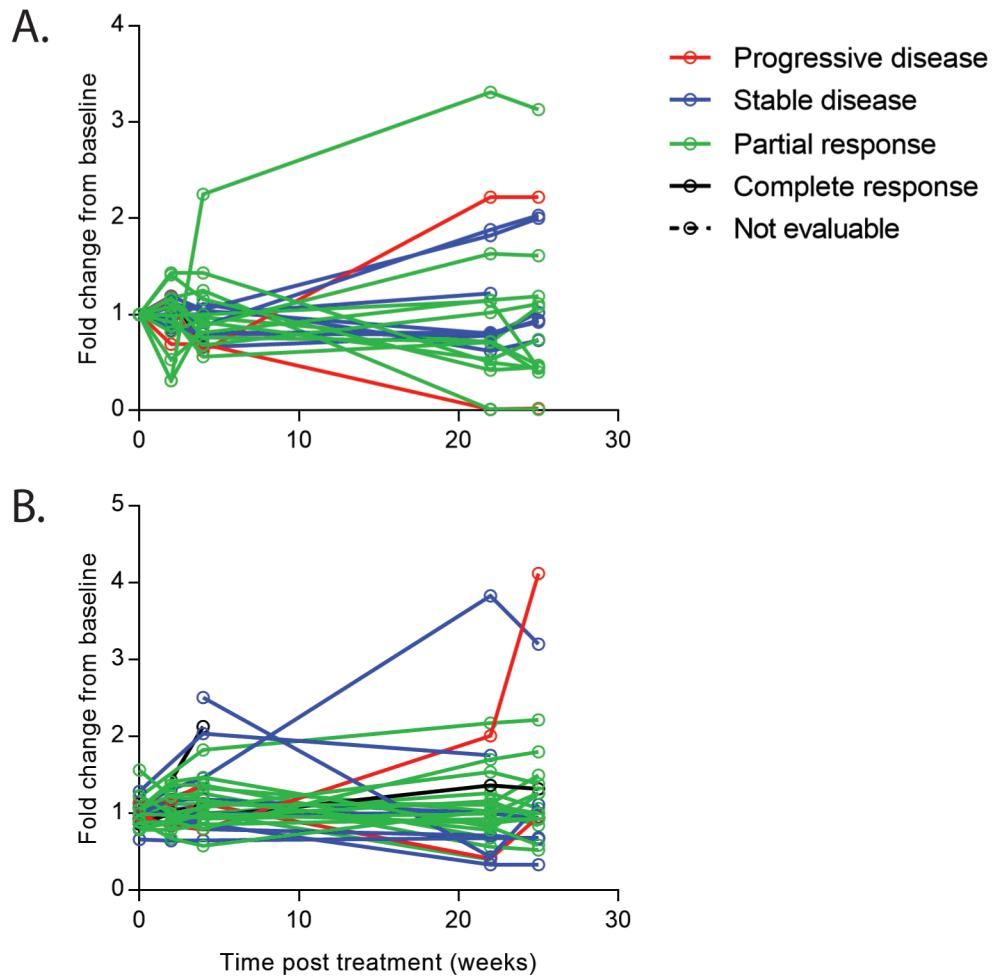 A.
Fold change from baseline
4
3
2
1
0
0 10 20 30
Progressive disease
Stable disease
Partial response
Complete response
Not evaluable
B.
Fold change from baseline
5
4
3
2
1
0
0 10 20 30
Time post treatment (weeks)